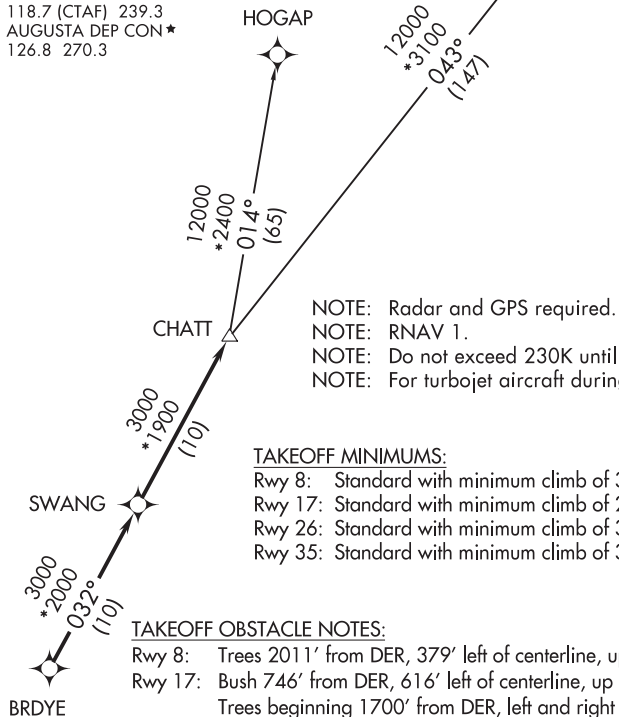 118.7 (CTAF) 239.3
AUGUSTA DEP CON★
126.8 270.3
HOGAP
12000
*3100
043°
(147)
12000
*2400
014°
(65)
CHATT
NOTE: Radar and GPS required.
NOTE: RNAV 1.
NOTE: Do not exceed 230K until
NOTE: For turbojet aircraft during
3000
*1900
(10)
SWANG
TAKEOFF MINIMUMS:
Rwy 8: Standard with minimum climb of 3
Rwy 17: Standard with minimum climb of 2
Rwy 26: Standard with minimum climb of 3
Rwy 35: Standard with minimum climb of 3
3000
*2000
032°
(10)
BRDYE
TAKEOFF OBSTACLE NOTES:
Rwy 8: Trees 2011' from DER, 379' left of centerline, up
Rwy 17: Bush 746' from DER, 616' left of centerline, up
Trees beginning 1700' from DER, left and right